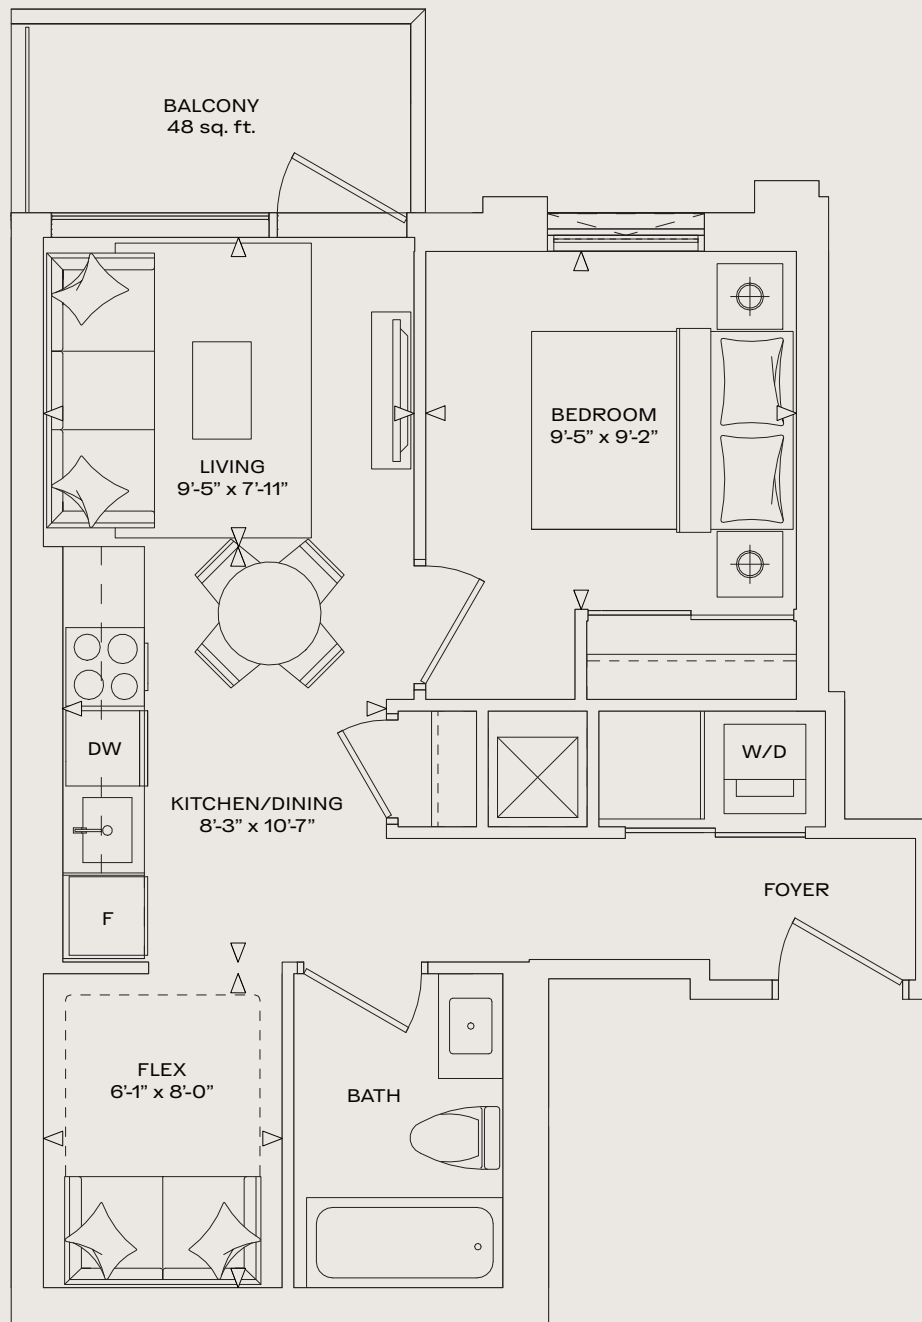 BALCONY
48 sq. ft.
BEDROOM
9'-5" x 9'-2"
LIVING
9'-5" x 7'-11"
DW
W/D
KITCHEN/DINING
8'-3" x 10'-7"
FOYER
F
FLEX
6'-1" x 8'-0"
BATH